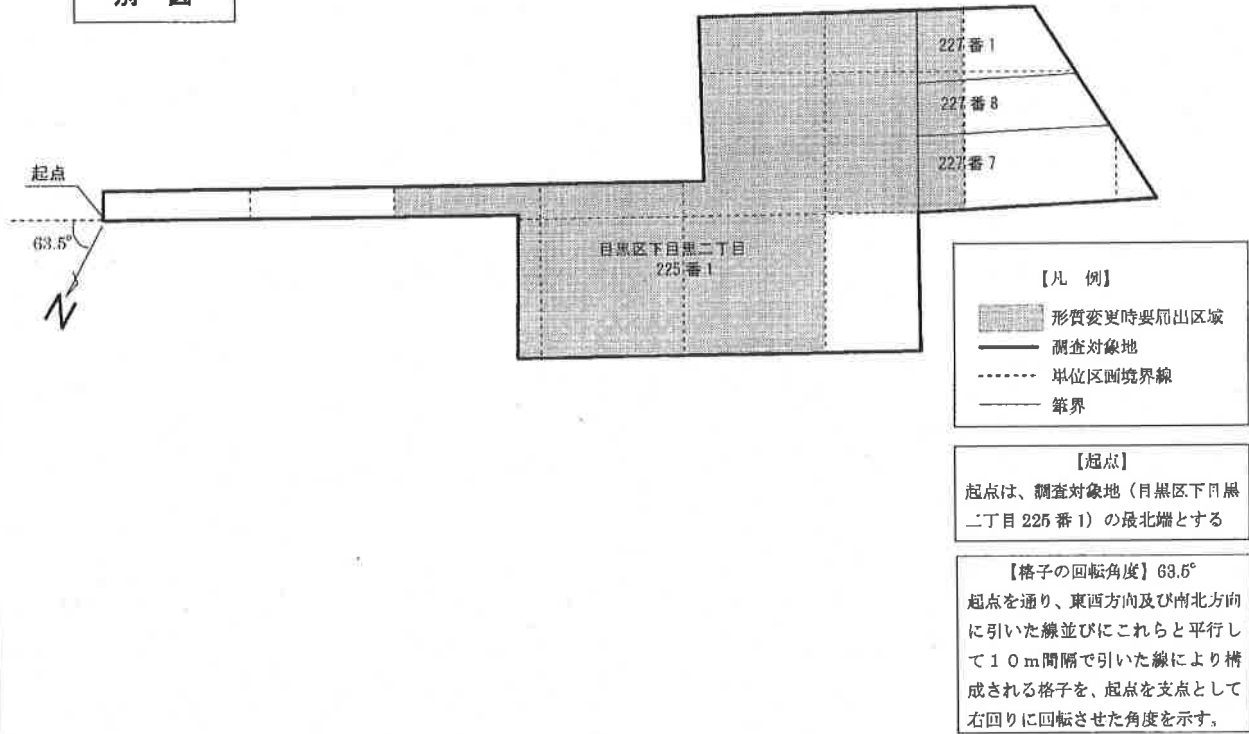 別 図
227番1
227番8
227番7
起点
63.5°
N
目黒区下目黒二丁目
225番1
【凡 例】
形質変更時要届出区域
調査対象地
単位区画境界線
筆界
【起点】
起点は、調査対象地（目黒区下目黒
二丁目225番1）の最北端とする
【格子の回転角度】63.5°
起点を通り、東西方向及び南北方向
に引いた線並びにこれらと平行し
て10m間隔で引いた線により構
成される格子を、起点を支点として
右回りに回転させた角度を示す。